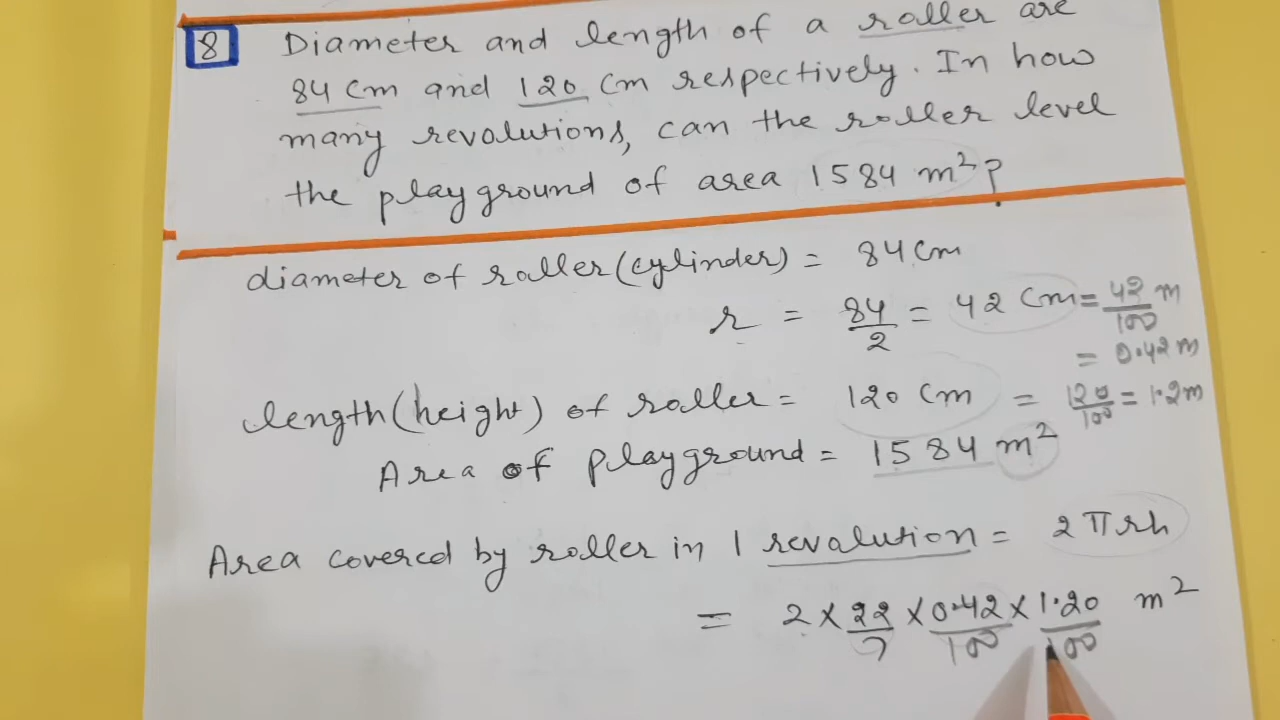 8 Diameter and length of a roller are
84 cm and 120 cm respectively. In how
many revolutions, can the roller level
the playground of area 1584 m²?
diameter of roller (cylinder) = 84 cm
r = 84/2 = 42 cm = 42/100 m
= 0.42 m
length (height) of roller = 120 cm = 120/100 = 1.2 m
Area of playground = 1584 m²
Area covered by roller in 1 revolution = 2πrh
= 2 × 22/7 × 0.42/100 × 1.20/100 m²